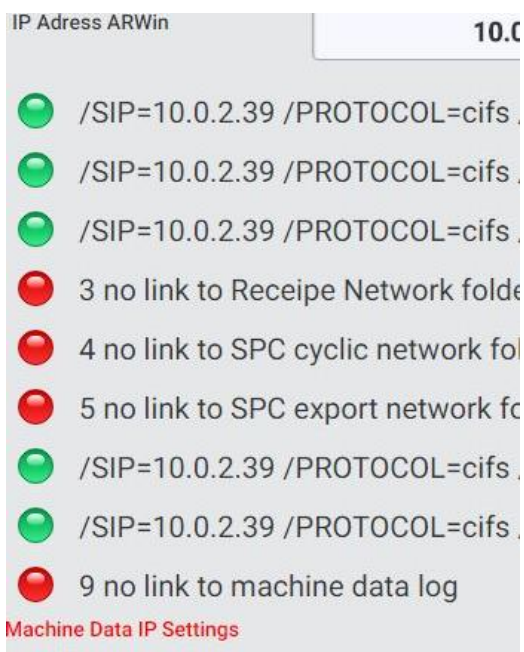 IP Adress ARWin
10.0
/SIP=10.0.2.39 /PROTOCOL=cifs /
/SIP=10.0.2.39 /PROTOCOL=cifs /
/SIP=10.0.2.39 /PROTOCOL=cifs /
3 no link to Receipe Network folde
4 no link to SPC cyclic network fol
5 no link to SPC export network fo
/SIP=10.0.2.39 /PROTOCOL=cifs /
/SIP=10.0.2.39 /PROTOCOL=cifs /
9 no link to machine data log
Machine Data IP Settings